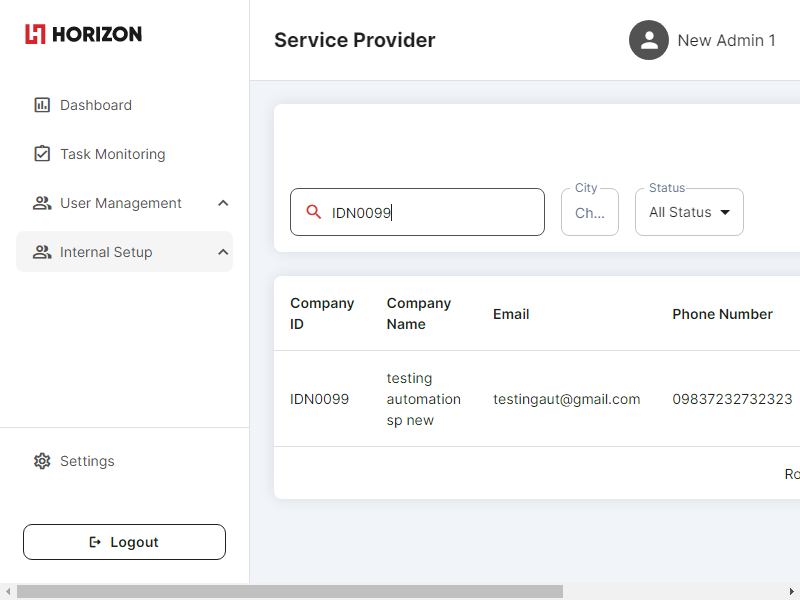 HORIZON
Service Provider
New Admin 1
Dashboard
Task Monitoring
User Management
Internal Setup
Settings
Logout
IDN0099
City
Ch...
Status
All Status
Company ID
Company Name
Email
Phone Number
IDN0099
testing
automation
sp new
testingaut@gmail.com
09837232732323